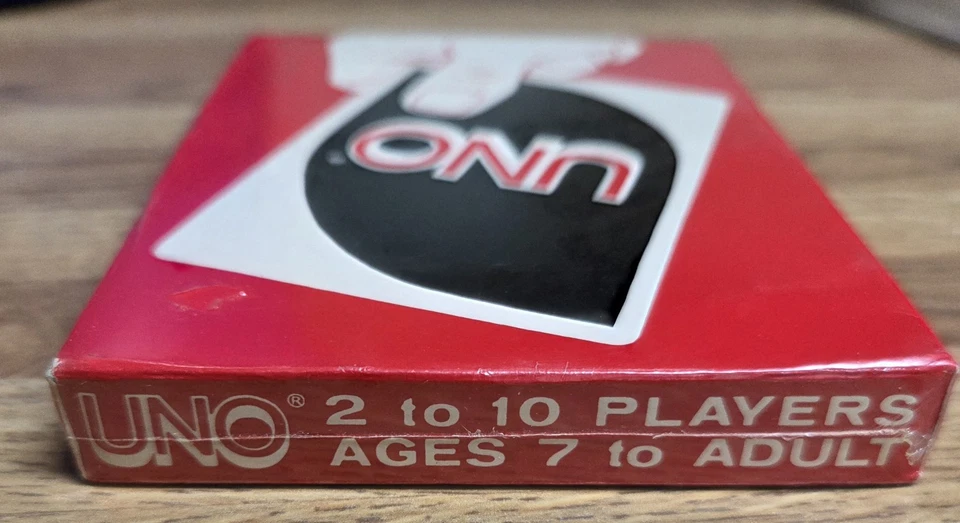 UNO
UNO® 2 to 10 PLAYERS
AGES 7 to ADULT